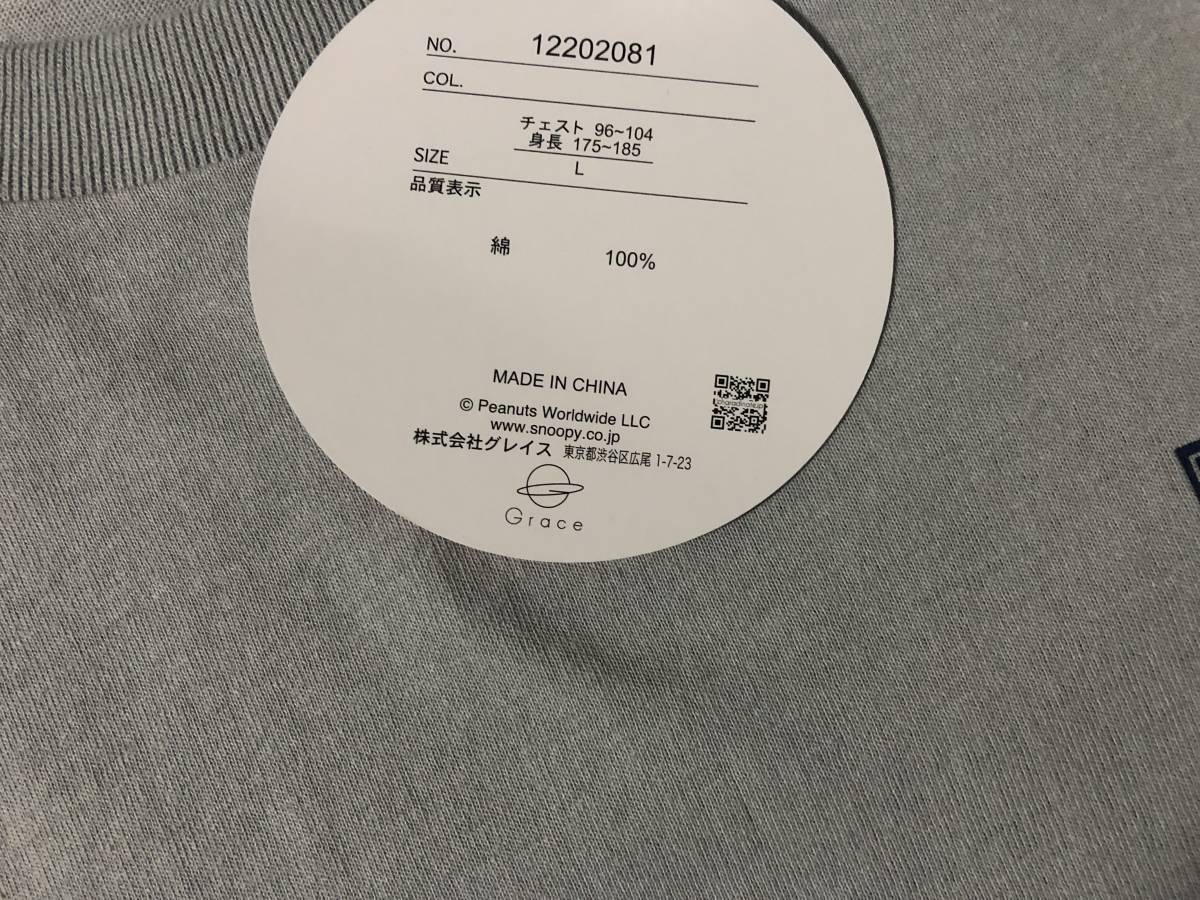 NO. 12202081
COL.
チェスト 96~104
身長 175~185
SIZE L
品質表示
綿 100%
MADE IN CHINA
© Peanuts Worldwide LLC
www.snoopy.co.jp
株式会社グレイス 東京都渋谷区広尾 1-7-23
Grace